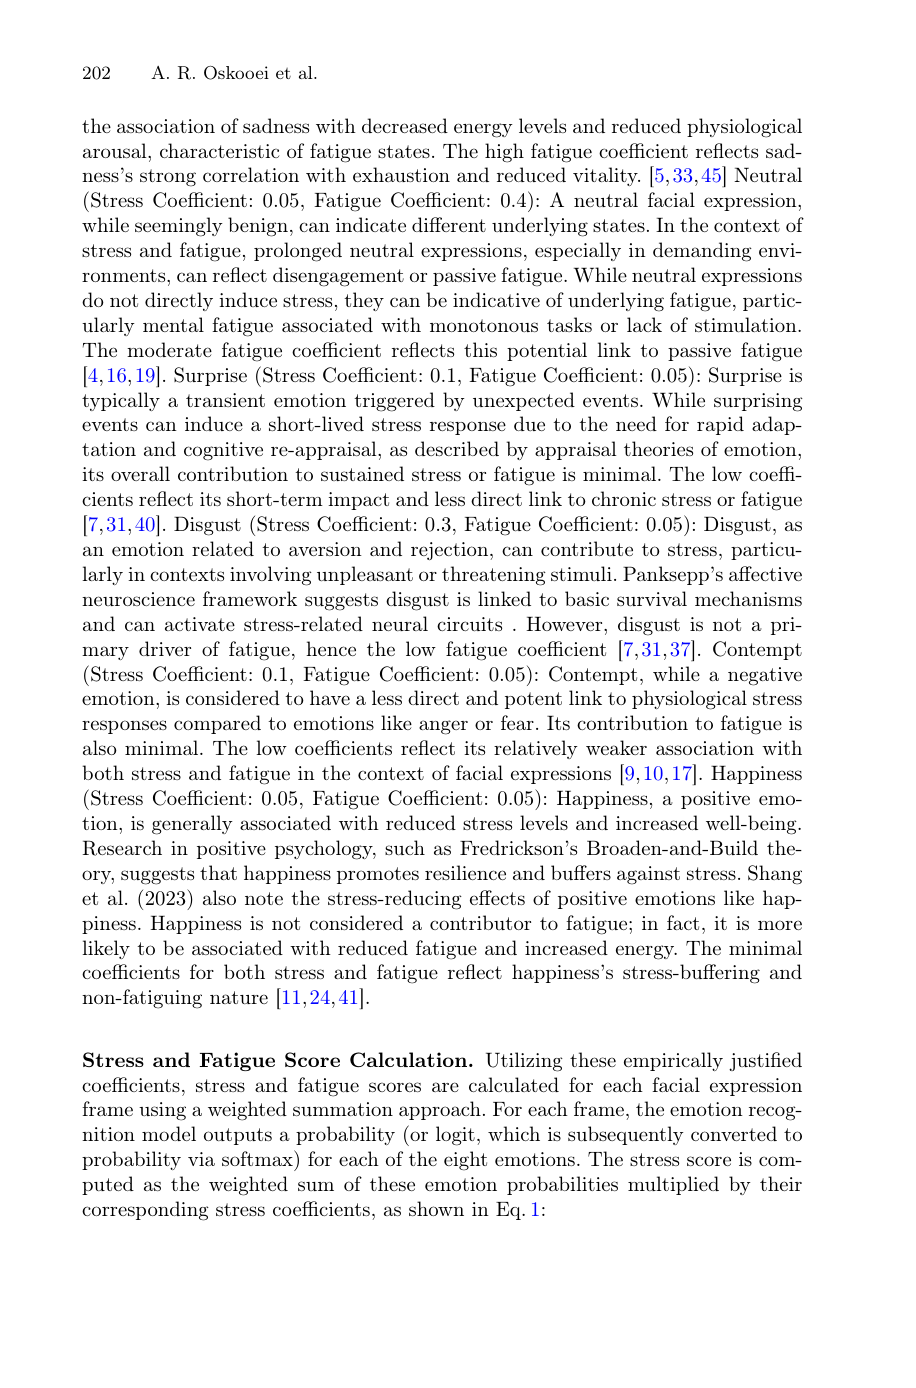 202 A. R. Oskooei et al.
the association of sadness with decreased energy levels and reduced physiological
arousal, characteristic of fatigue states. The high fatigue coefficient reflects sad-
ness's strong correlation with exhaustion and reduced vitality. [5,33,45] Neutral
(Stress Coefficient: 0.05, Fatigue Coefficient: 0.4): A neutral facial expression,
while seemingly benign, can indicate different underlying states. In the context of
stress and fatigue, prolonged neutral expressions, especially in demanding envi-
ronments, can reflect disengagement or passive fatigue. While neutral expressions
do not directly induce stress, they can be indicative of underlying fatigue, partic-
ularly mental fatigue associated with monotonous tasks or lack of stimulation.
The moderate fatigue coefficient reflects this potential link to passive fatigue
[4,16,19]. Surprise (Stress Coefficient: 0.1, Fatigue Coefficient: 0.05): Surprise is
typically a transient emotion triggered by unexpected events. While surprising
events can induce a short-lived stress response due to the need for rapid adap-
tation and cognitive re-appraisal, as described by appraisal theories of emotion,
its overall contribution to sustained stress or fatigue is minimal. The low coeffi-
cients reflect its short-term impact and less direct link to chronic stress or fatigue
[7,31,40]. Disgust (Stress Coefficient: 0.3, Fatigue Coefficient: 0.05): Disgust, as
an emotion related to aversion and rejection, can contribute to stress, particu-
larly in contexts involving unpleasant or threatening stimuli. Panksepp's affective
neuroscience framework suggests disgust is linked to basic survival mechanisms
and can activate stress-related neural circuits . However, disgust is not a pri-
mary driver of fatigue, hence the low fatigue coefficient [7,31,37]. Contempt
(Stress Coefficient: 0.1, Fatigue Coefficient: 0.05): Contempt, while a negative
emotion, is considered to have a less direct and potent link to physiological stress
responses compared to emotions like anger or fear. Its contribution to fatigue is
also minimal. The low coefficients reflect its relatively weaker association with
both stress and fatigue in the context of facial expressions [9,10,17]. Happiness
(Stress Coefficient: 0.05, Fatigue Coefficient: 0.05): Happiness, a positive emo-
tion, is generally associated with reduced stress levels and increased well-being.
Research in positive psychology, such as Fredrickson's Broaden-and-Build the-
ory, suggests that happiness promotes resilience and buffers against stress. Shang
et al. (2023) also note the stress-reducing effects of positive emotions like hap-
piness. Happiness is not considered a contributor to fatigue; in fact, it is more
likely to be associated with reduced fatigue and increased energy. The minimal
coefficients for both stress and fatigue reflect happiness's stress-buffering and
non-fatiguing nature [11,24,41].
Stress and Fatigue Score Calculation. Utilizing these empirically justified
coefficients, stress and fatigue scores are calculated for each facial expression
frame using a weighted summation approach. For each frame, the emotion recog-
nition model outputs a probability (or logit, which is subsequently converted to
probability via softmax) for each of the eight emotions. The stress score is com-
puted as the weighted sum of these emotion probabilities multiplied by their
corresponding stress coefficients, as shown in Eq. 1: